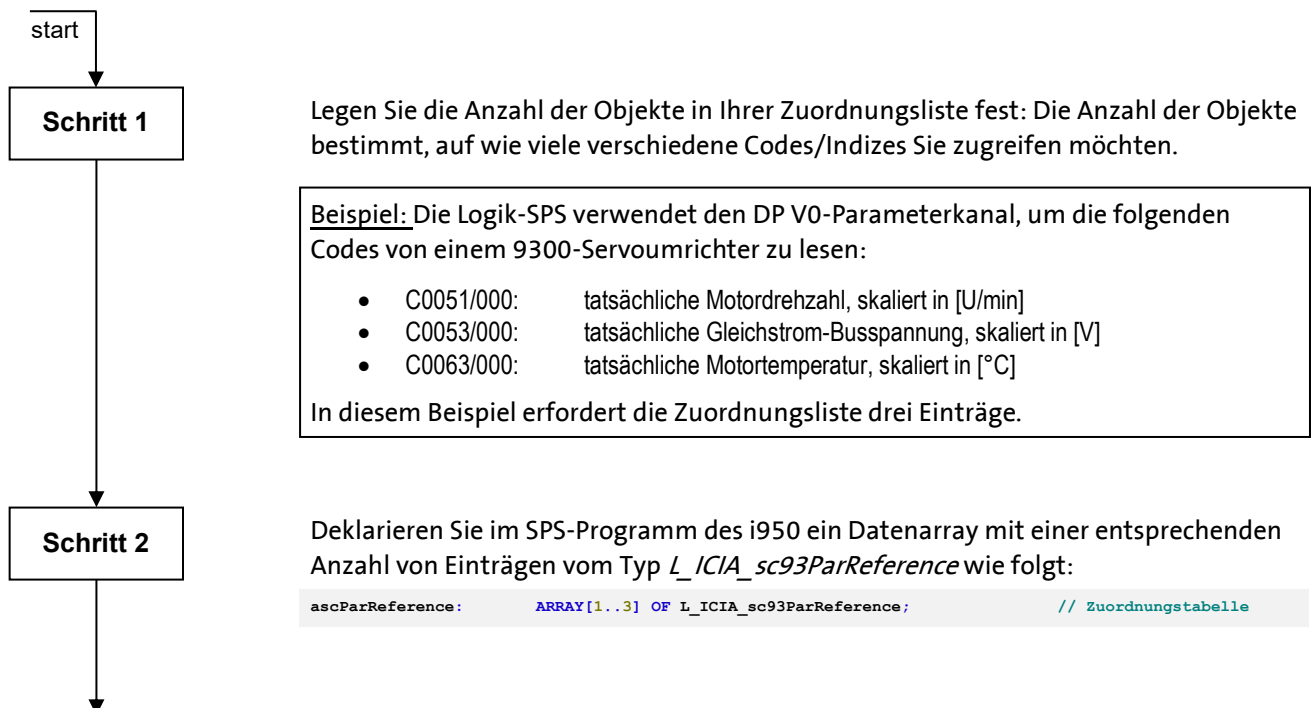 start
Schritt 1
Legen Sie die Anzahl der Objekte in Ihrer Zuordnungsliste fest: Die Anzahl der Objekte
bestimmt, auf wie viele verschiedene Codes/Indizes Sie zugreifen möchten.
Beispiel: Die Logik-SPS verwendet den DP V0-Parameterkanal, um die folgenden
Codes von einem 9300-Servoumrichter zu lesen:
• C0051/000: tatsächliche Motordrehzahl, skaliert in [U/min]
• C0053/000: tatsächliche Gleichstrom-Busspannung, skaliert in [V]
• C0063/000: tatsächliche Motortemperatur, skaliert in [°C]
In diesem Beispiel erfordert die Zuordnungsliste drei Einträge.
Schritt 2
Deklarieren Sie im SPS-Programm des i950 ein Datenarray mit einer entsprechenden
Anzahl von Einträgen vom Typ L_ICIA_sc93ParReference wie folgt:
ascParReference: ARRAY[1..3] OF L_ICIA_sc93ParReference; // Zuordnungstabelle